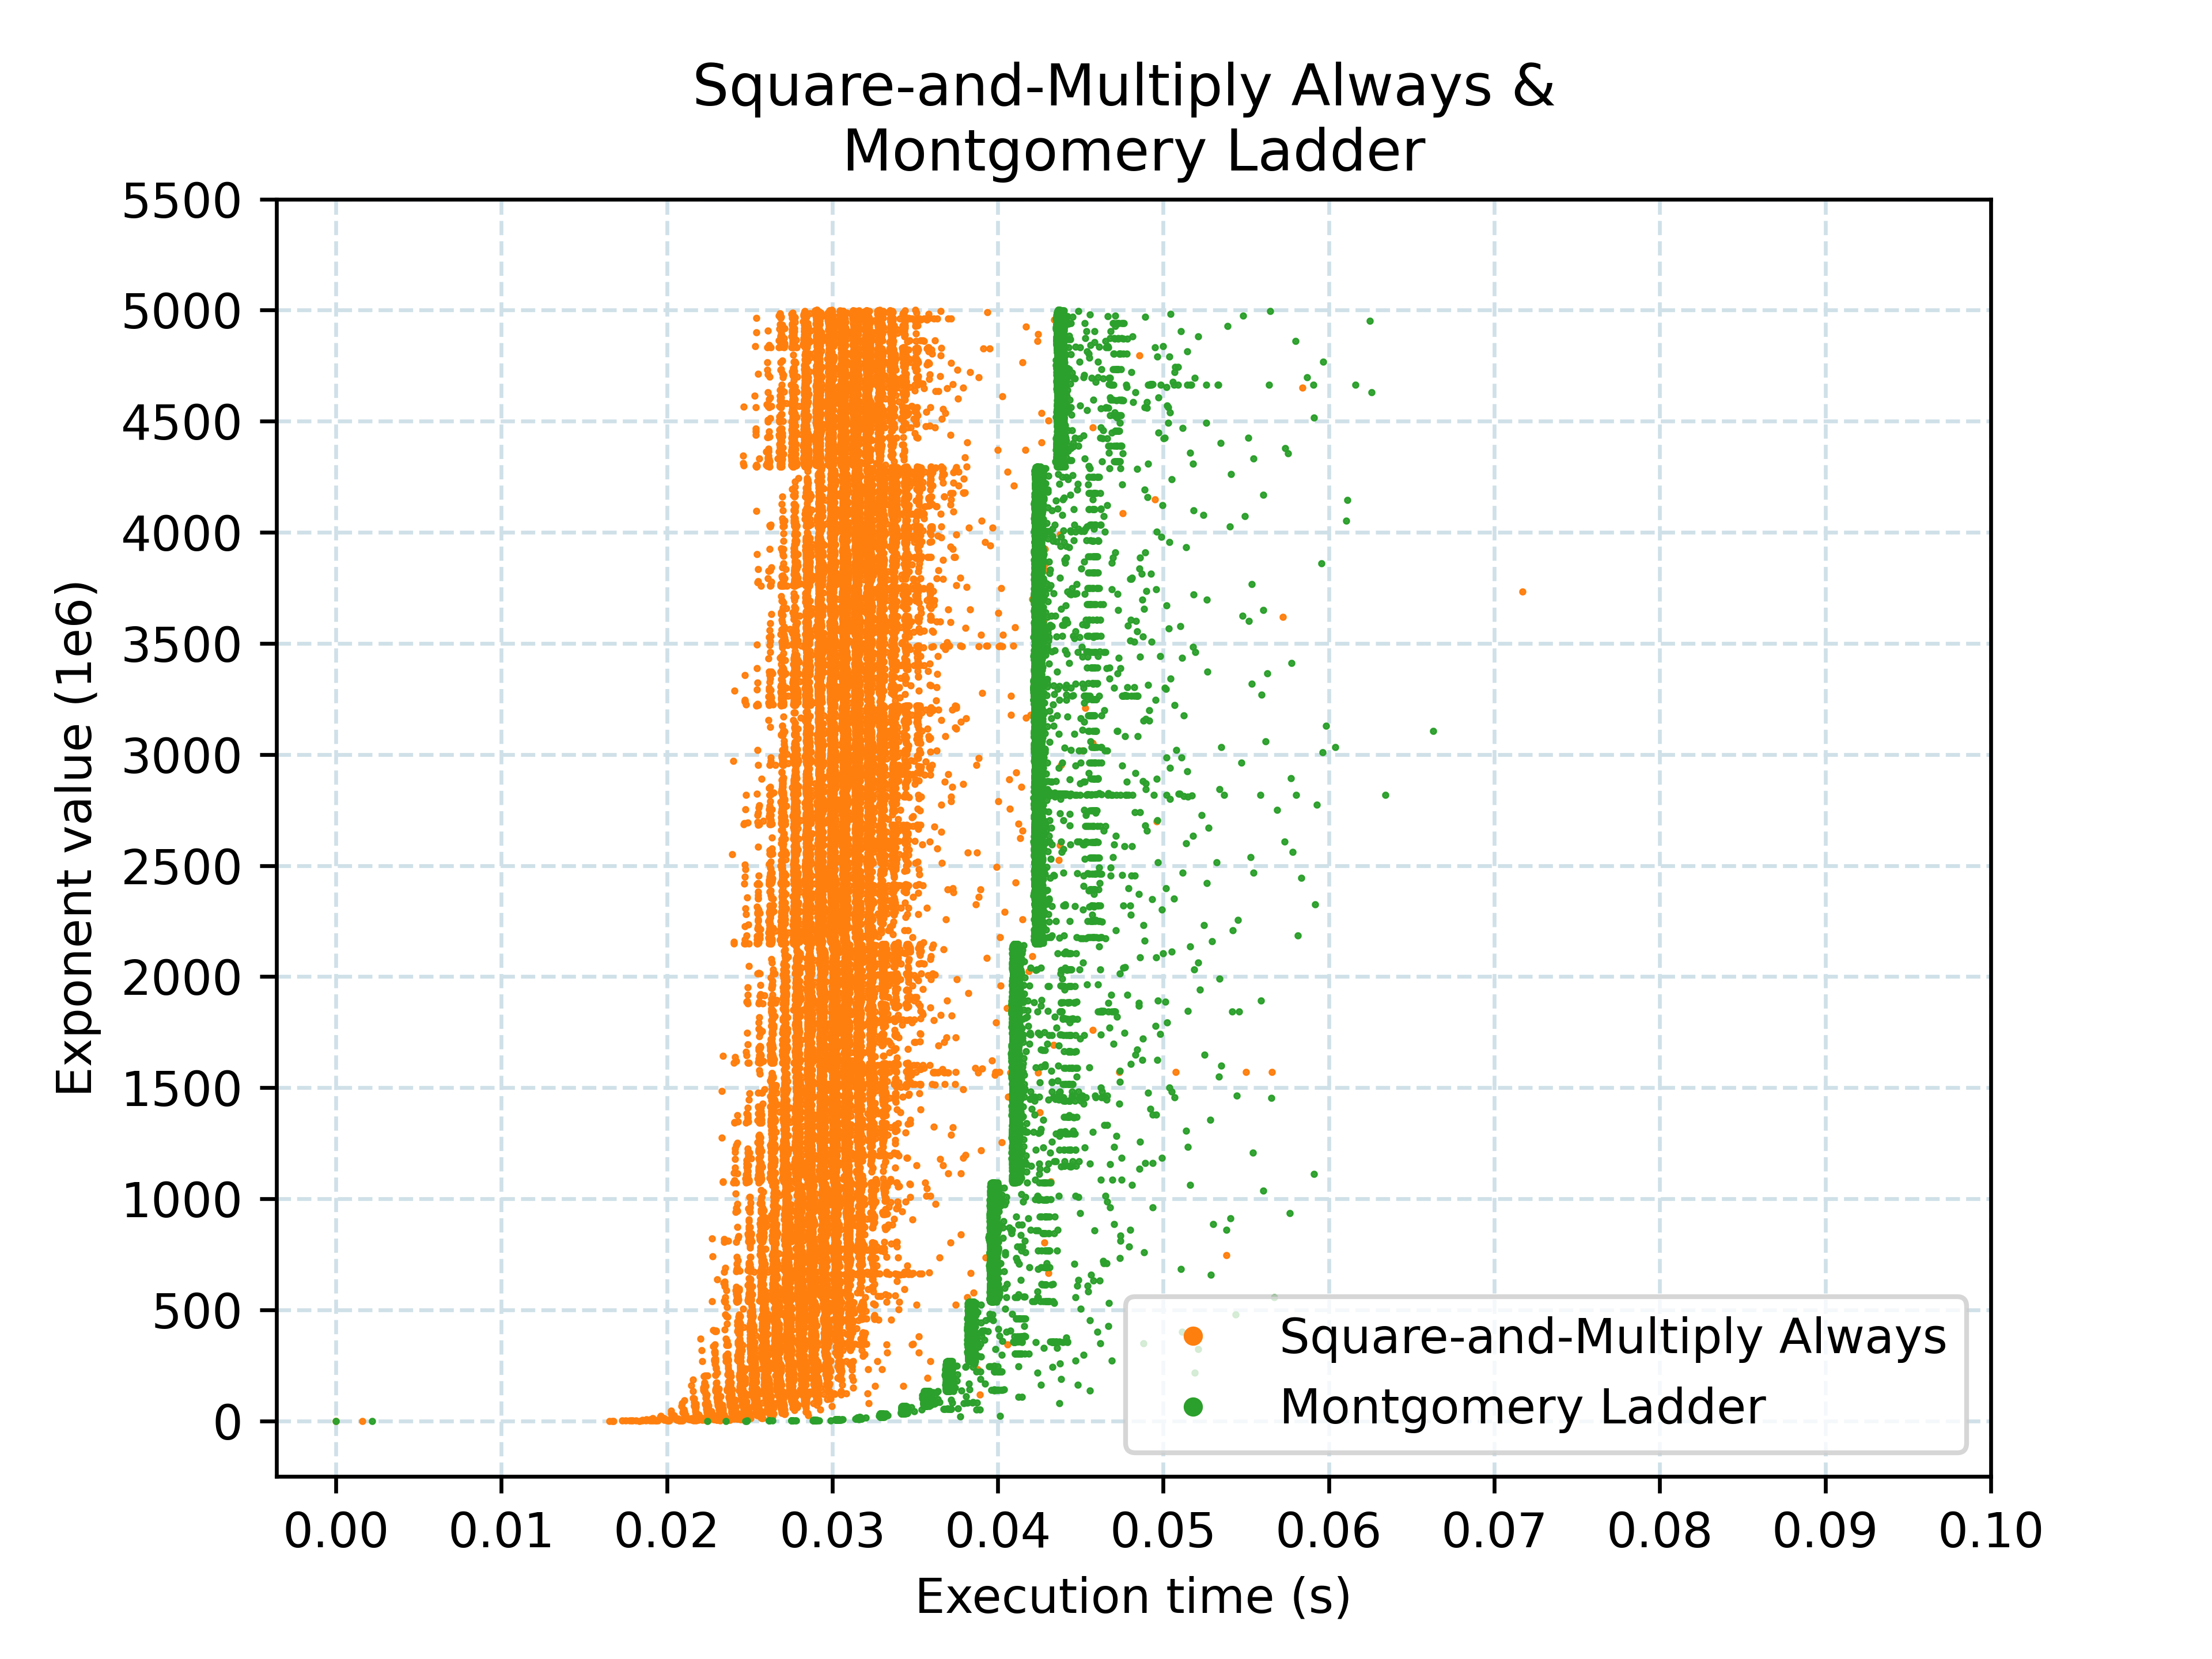 Square-and-Multiply Always &
Montgomery Ladder
Exponent value (1e6)
5500
5000
4500
4000
3500
3000
2500
2000
1500
1000
500
0
Square-and-Multiply Always
Montgomery Ladder
0.00 0.01 0.02 0.03 0.04 0.05 0.06 0.07 0.08 0.09 0.10
Execution time (s)